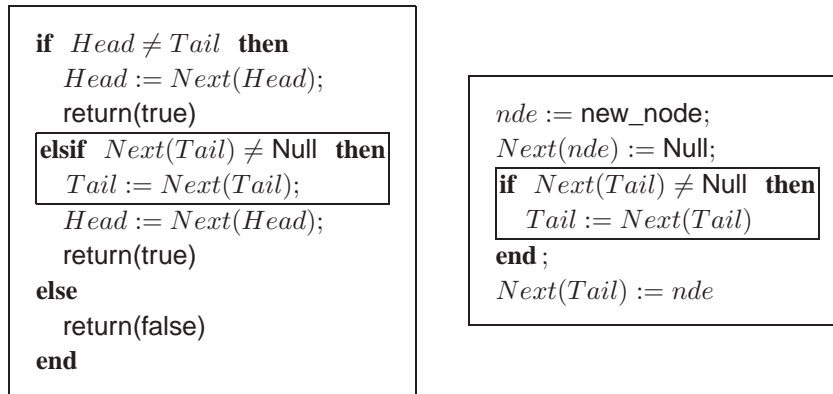 if Head ≠ Tail then
Head := Next(Head);
return(true)
elsif Next(Tail) ≠ Null then
Tail := Next(Tail);
Head := Next(Head);
return(true)
else
return(false)
end
nde := new_node;
Next(nde) := Null;
if Next(Tail) ≠ Null then
Tail := Next(Tail)
end ;
Next(Tail) := nde